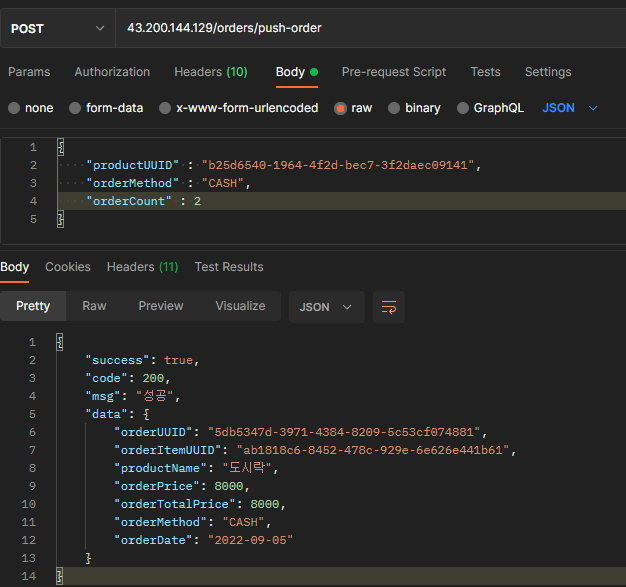 POST 43.200.144.129/orders/push-order
Params Authorization Headers (10) Body Pre-request Script Tests Settings
none form-data x-www-form-urlencoded raw binary GraphQL JSON
1 {
2 "productUUID" : "b25d6540-1964-4f2d-bec7-3f2daec09141",
3 "orderMethod" : "CASH",
4 "orderCount" : 2
5 }
Body Cookies Headers (11) Test Results
Pretty Raw Preview Visualize JSON
1 {
2 "success": true,
3 "code": 200,
4 "msg": "성공",
5 "data": {
6 "orderUUID": "5db5347d-3971-4384-8209-5c53cf074881",
7 "orderItemUUID": "ab1818c6-8452-478c-929e-6e626e441b61",
8 "productName": "도시락",
9 "orderPrice": 8000,
10 "orderTotalPrice": 8000,
11 "orderMethod": "CASH",
12 "orderDate": "2022-09-05"
13 }
14 }